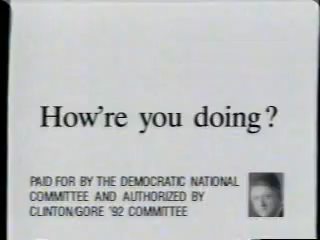 How're you doing?
PAID FOR BY THE DEMOCRATIC NATIONAL
COMMITTEE AND AUTHORIZED BY
CLINTON/GORE '92 COMMITTEE